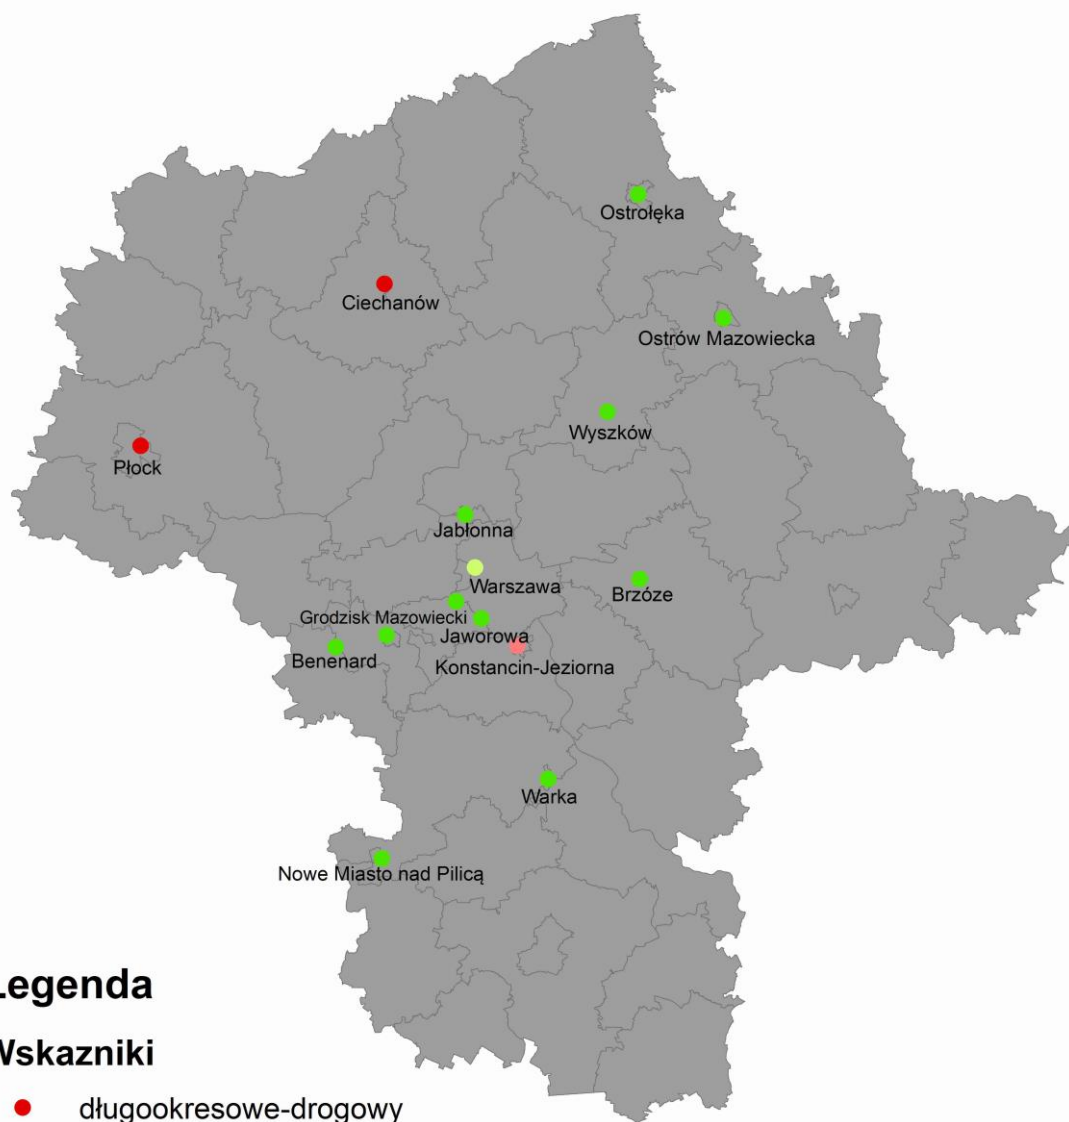 Ostrołęka
Ciechanów
Ostrów Mazowiecka
Wyszków
Płock
Jabłonna
Warszawa
Brzóze
Grodzisk Mazowiecki
Jaworowa
Benenard
Konstancin-Jeziorna
Warka
Nowe Miasto nad Pilicą
Legenda
Wskazniki
długookresowe-drogowy